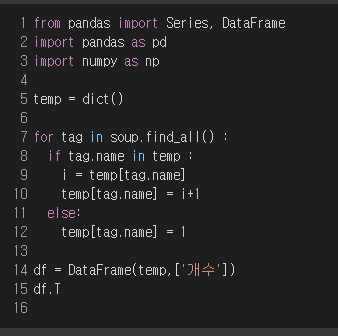 1 from pandas import Series, DataFrame
2 import pandas as pd
3 import numpy as np
4
5 temp = dict()
6
7 for tag in soup.find_all() :
8   if tag.name in temp :
9     i = temp[tag.name]
10     temp[tag.name] = i+1
11   else:
12     temp[tag.name] = 1
13
14 df = DataFrame(temp,['개수'])
15 df.T
16